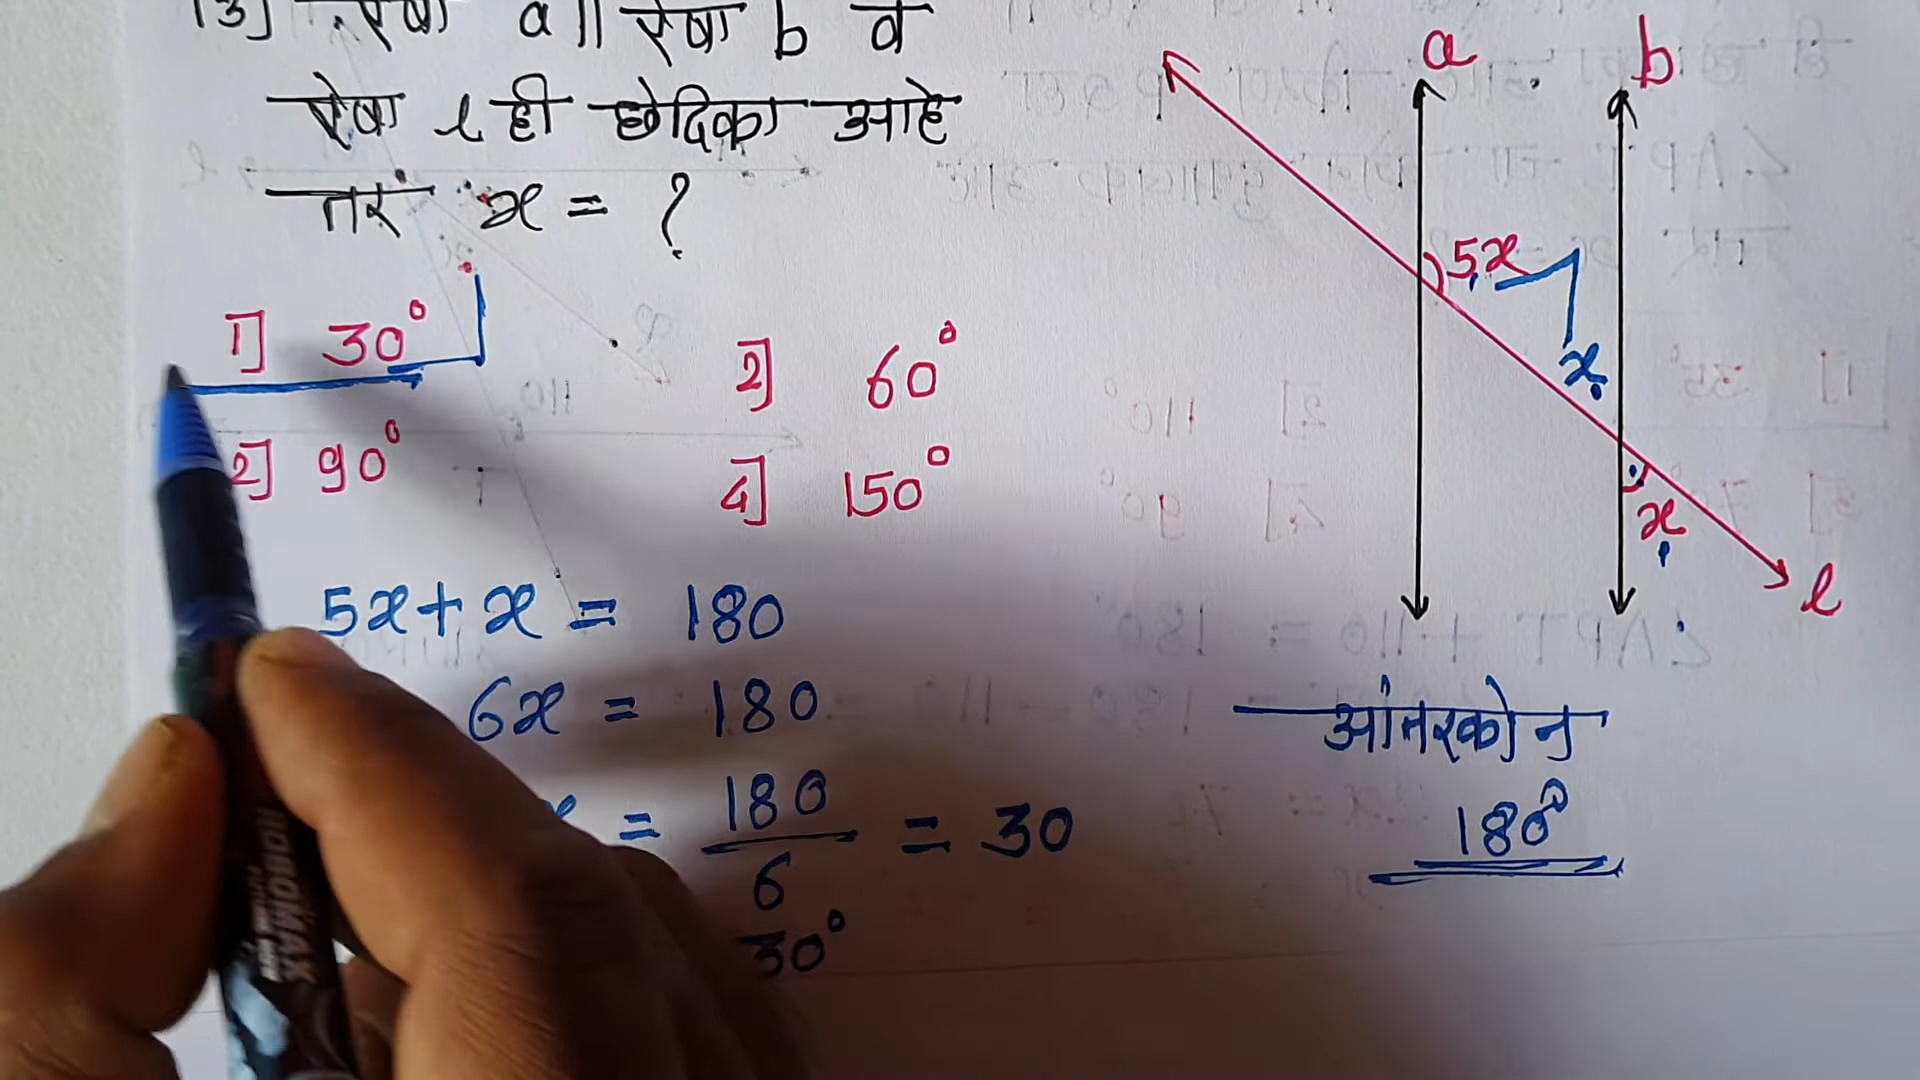 13] रेषा a || रेषा b व
रेषा l ही छेदिका आहे
तर x = ?
1] 30°
2] 60°
2] 90°
4] 150°
5x + x = 180
6x = 180
x = 180/6 = 30
30°
a
b
5x
x
x
l
आंतरकोन
180°